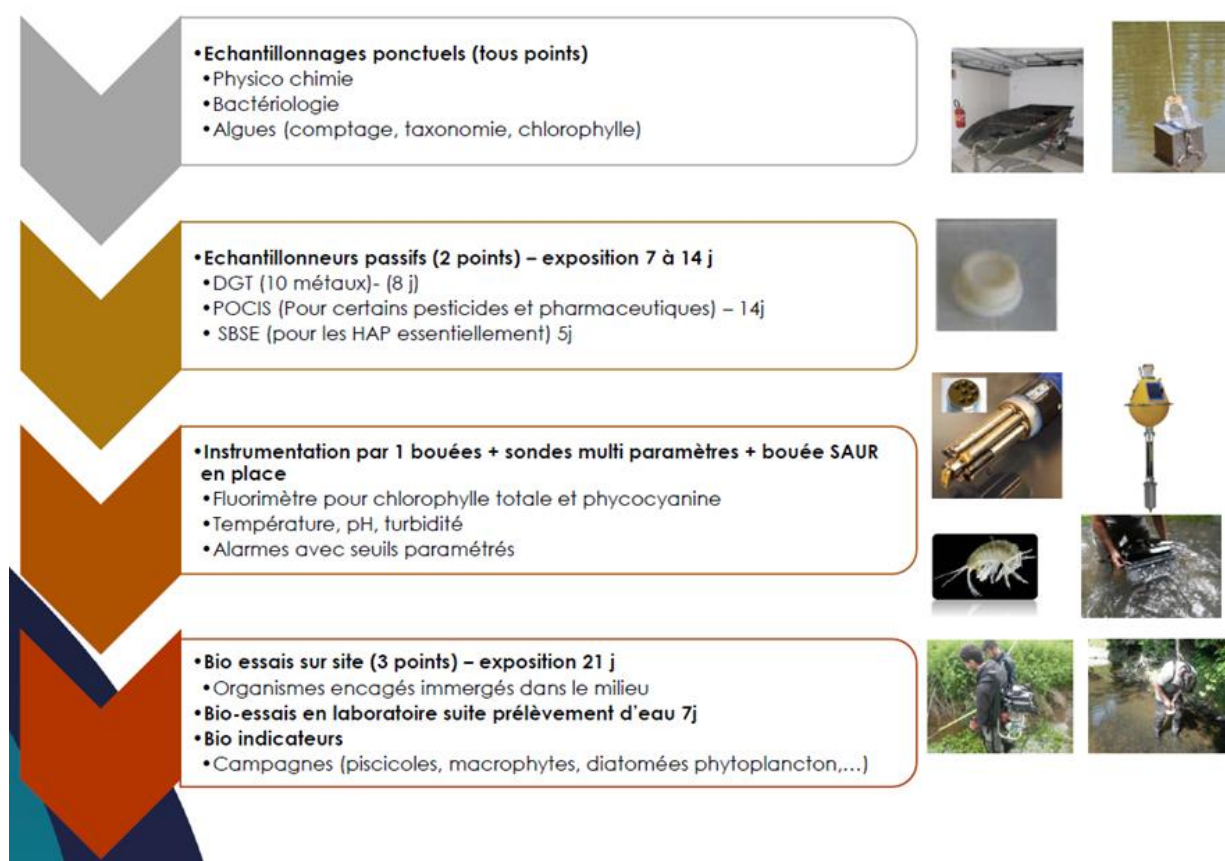 •Echantillonnages ponctuels (tous points)
•Physico chimie
•Bactériologie
•Algues (comptage, taxonomie, chlorophylle)
•Echantillonneurs passifs (2 points) – exposition 7 à 14 j
•DGT (10 métaux)- (8 j)
•POCIS (Pour certains pesticides et pharmaceutiques) – 14j
• SBSE (pour les HAP essentiellement) 5j
•Instrumentation par 1 bouées + sondes multi paramètres + bouée SAUR
en place
•Fluorimètre pour chlorophylle totale et phycocyanine
•Température, pH, turbidité
•Alarmes avec seuils paramétrés
•Bio essais sur site (3 points) – exposition 21 j
•Organismes encagés immergés dans le milieu
•Bio-essais en laboratoire suite prélèvement d'eau 7j
•Bio indicateurs
•Campagnes (piscicoles, macrophytes, diatomées phytoplancton,…)